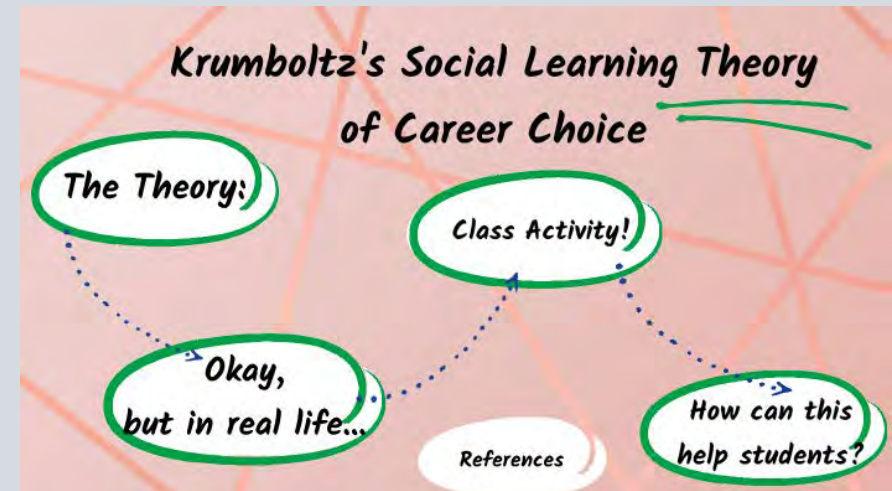 Krumboltz's Social Learning Theory
of Career Choice
The Theory:
Okay,
but in real life...
Class Activity!
How can this
help students?
References